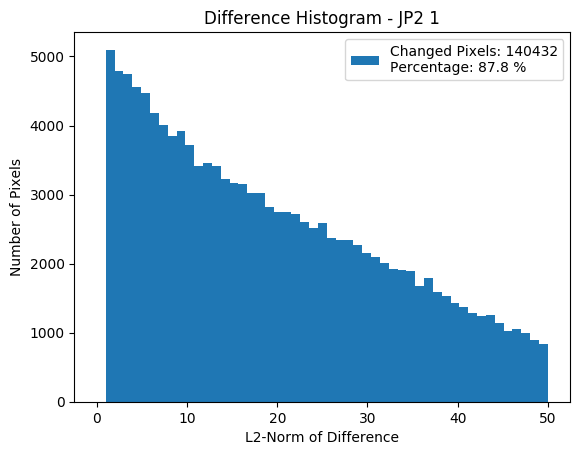 Difference Histogram - JP2 1
Changed Pixels: 140432
Percentage: 87.8 %
Number of Pixels
5000
4000
3000
2000
1000
0
0 10 20 30 40 50
L2-Norm of Difference